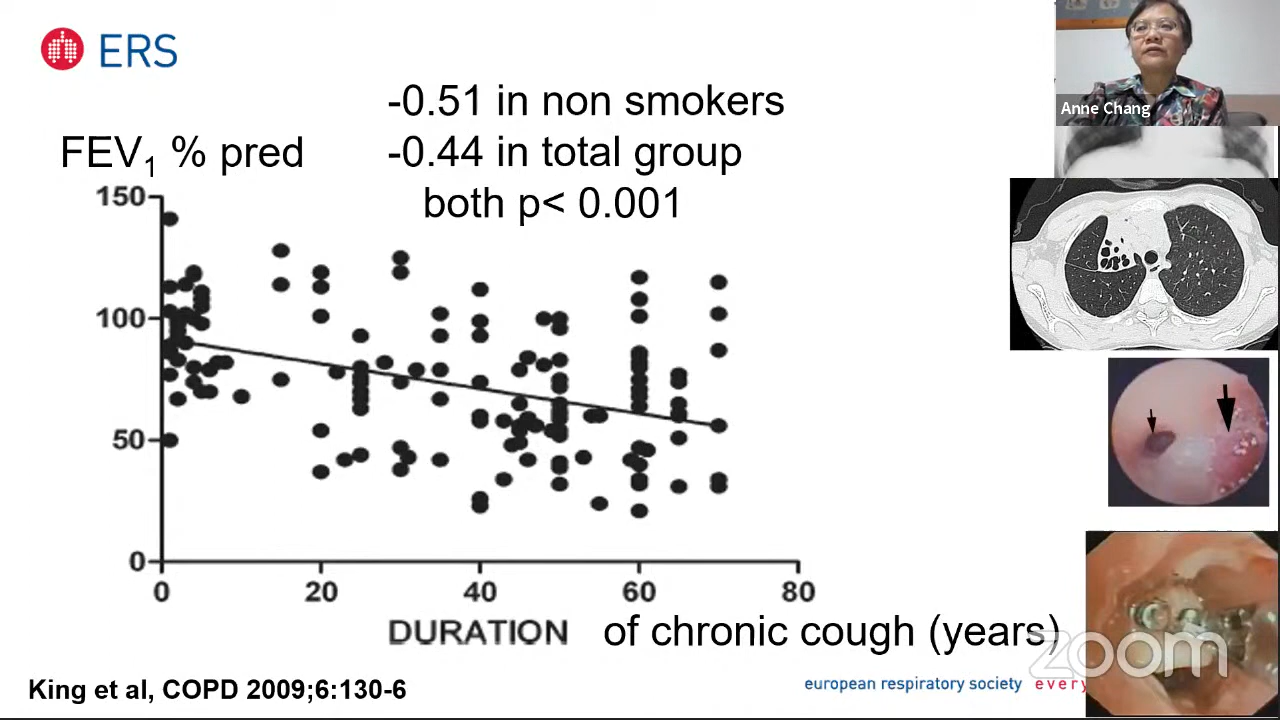 ERS
-0.51 in non smokers
Anne Chang
FEV1 % pred
-0.44 in total group
both p< 0.001
150
100
50
0
0 20 40 60 80
DURATION of chronic cough (years)
zoom
european respiratory society every
King et al, COPD 2009;6:130-6